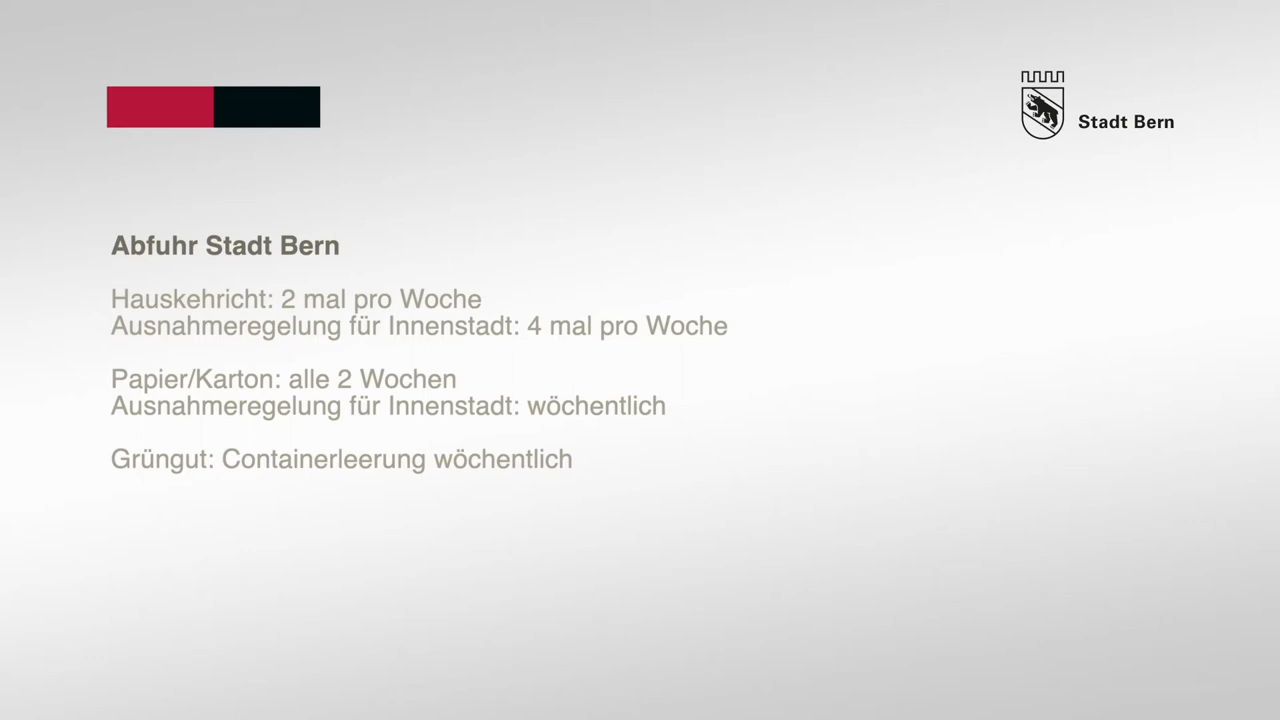 Stadt Bern
Abfuhr Stadt Bern
Hauskehricht: 2 mal pro Woche
Ausnahmeregelung für Innenstadt: 4 mal pro Woche
Papier/Karton: alle 2 Wochen
Ausnahmeregelung für Innenstadt: wöchentlich
Grüngut: Containerleerung wöchentlich